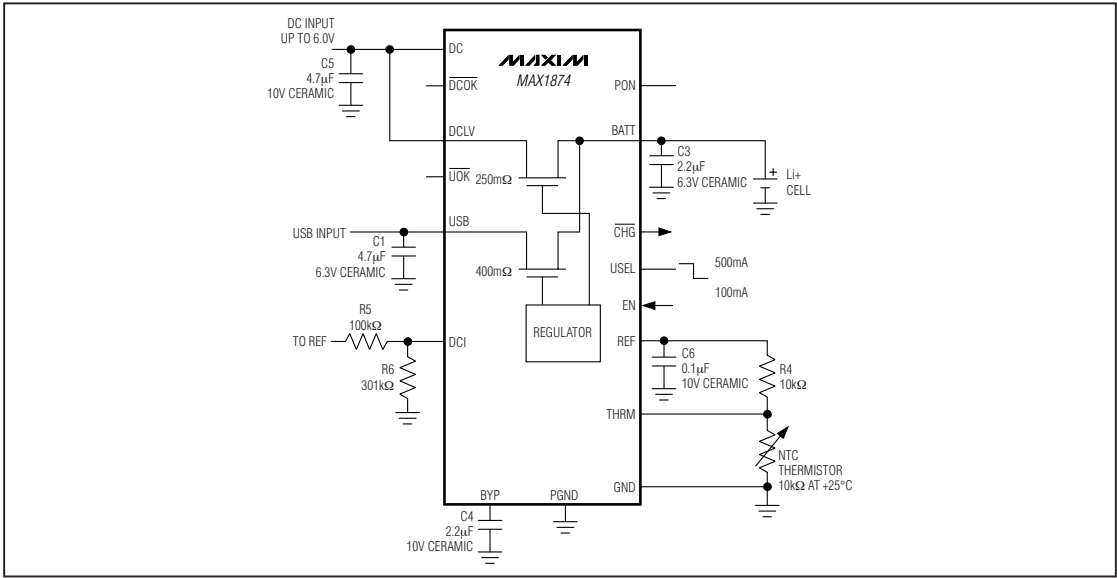 DC INPUT
UP TO 6.0V
C5
4.7μF
10V CERAMIC
DC
MAXIM
MAX1874
DCOK
PON
DCLV
BATT
C3
2.2μF
6.3V CERAMIC
+
Li+
CELL
UOK
250mΩ
USB
USB INPUT
C1
4.7μF
6.3V CERAMIC
CHG
400mΩ
USEL
500mA
100mA
EN
REGULATOR
R5
100kΩ
TO REF
DCI
R6
301kΩ
REF
C6
0.1μF
10V CERAMIC
R4
10kΩ
THRM
NTC
THERMISTOR
10kΩ AT +25°C
GND
BYP
PGND
C4
2.2μF
10V CERAMIC